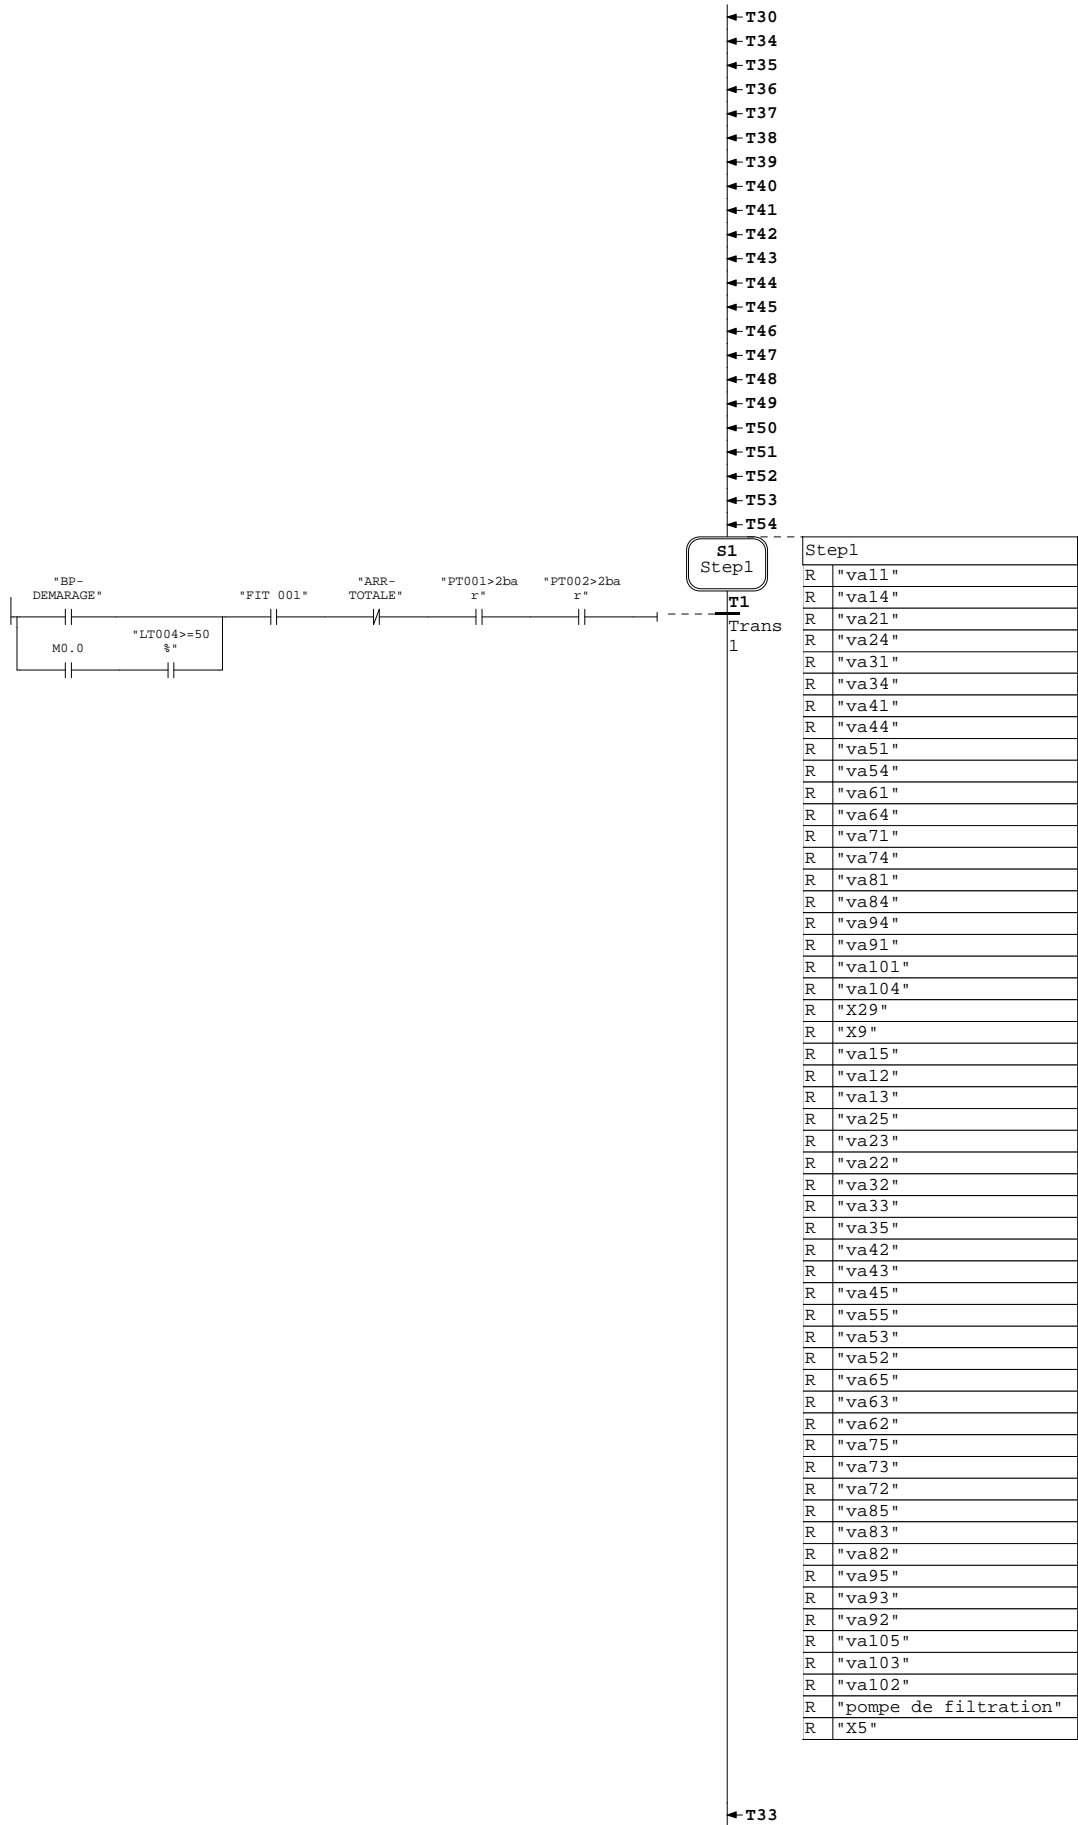 T30
T34
T35
T36
T37
T38
T39
T40
T41
T42
T43
T44
T45
T46
T47
T48
T49
T50
T51
T52
T53
T54
S1
Step1
Step1
"BP-
DEMARAGE"
"FIT 001"
"ARR-
TOTALE"
"PT001>2ba
r"
"PT002>2ba
r"
T1
Trans
1
M0.0
"LT004>=50
%"
R "va11"
R "va14"
R "va21"
R "va24"
R "va31"
R "va34"
R "va41"
R "va44"
R "va51"
R "va54"
R "va61"
R "va64"
R "va71"
R "va74"
R "va81"
R "va84"
R "va94"
R "va91"
R "va101"
R "va104"
R "X29"
R "X9"
R "va15"
R "va12"
R "va13"
R "va25"
R "va23"
R "va22"
R "va32"
R "va33"
R "va35"
R "va42"
R "va43"
R "va45"
R "va55"
R "va53"
R "va52"
R "va65"
R "va63"
R "va62"
R "va75"
R "va73"
R "va72"
R "va85"
R "va83"
R "va82"
R "va95"
R "va93"
R "va92"
R "va105"
R "va103"
R "va102"
R "pompe de filtration"
R "X5"
T33